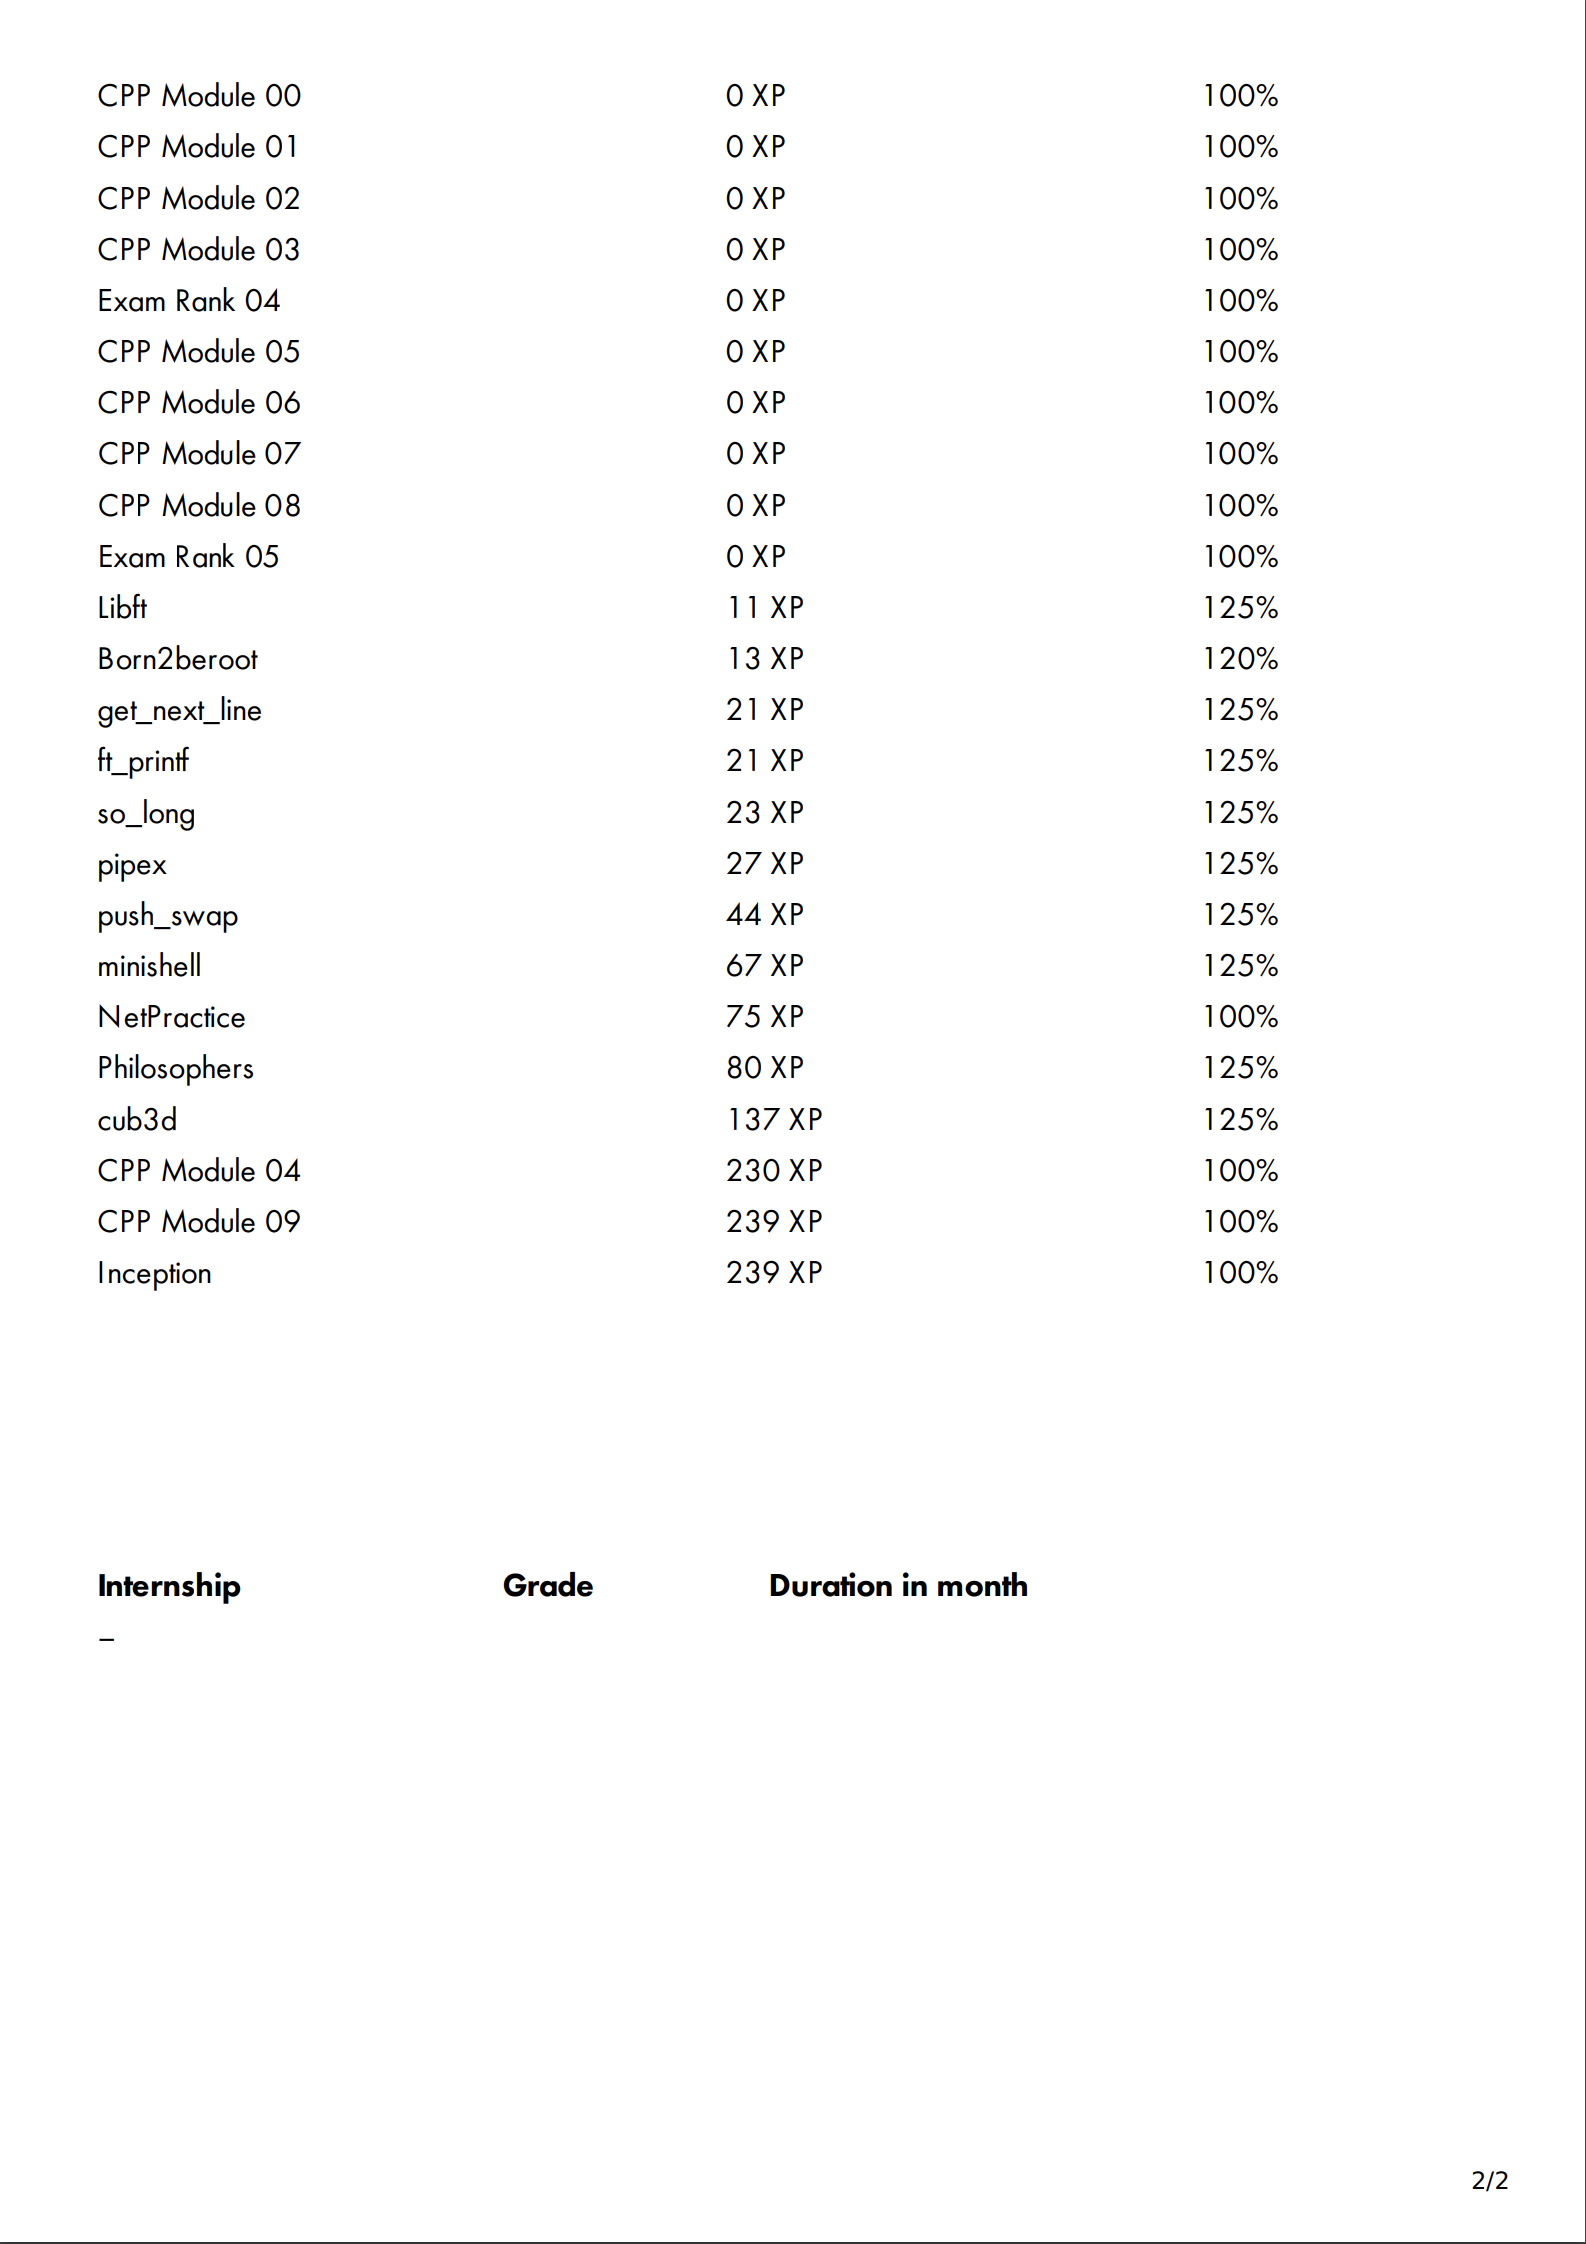 CPP Module 00 0 XP 100%
CPP Module 01 0 XP 100%
CPP Module 02 0 XP 100%
CPP Module 03 0 XP 100%
Exam Rank 04 0 XP 100%
CPP Module 05 0 XP 100%
CPP Module 06 0 XP 100%
CPP Module 07 0 XP 100%
CPP Module 08 0 XP 100%
Exam Rank 05 0 XP 100%
Libft 11 XP 125%
Born2beroot 13 XP 120%
get_next_line 21 XP 125%
ft_printf 21 XP 125%
so_long 23 XP 125%
pipex 27 XP 125%
push_swap 44 XP 125%
minishell 67 XP 125%
NetPractice 75 XP 100%
Philosophers 80 XP 125%
cub3d 137 XP 125%
CPP Module 04 230 XP 100%
CPP Module 09 239 XP 100%
Inception 239 XP 100%
Internship Grade Duration in month
–
2/2